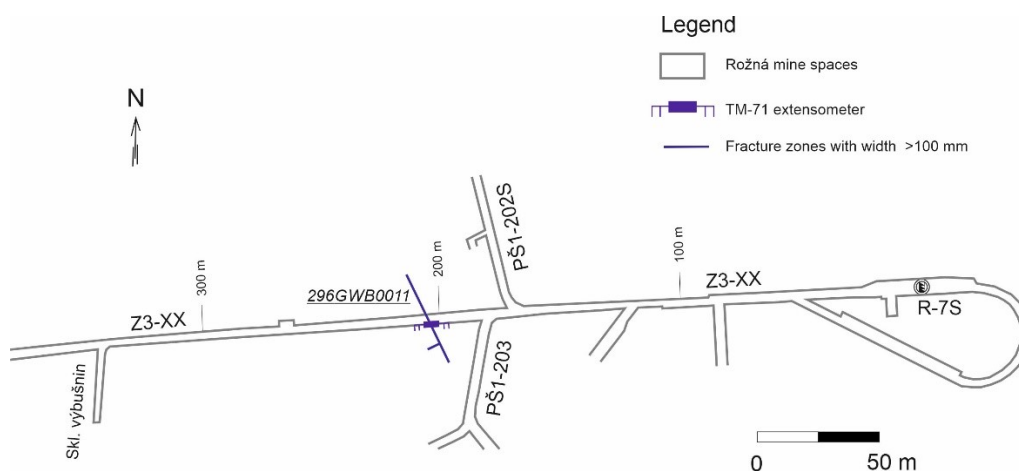 Legend
Rožná mine spaces
TM-71 extensometer
Fracture zones with width >100 mm
N
PŠ1-202S
300 m
200 m
100 m
296GWB0011
Z3-XX
Z3-XX
R-7S
PŠ1-203
Skl. výbušnin
0 50 m